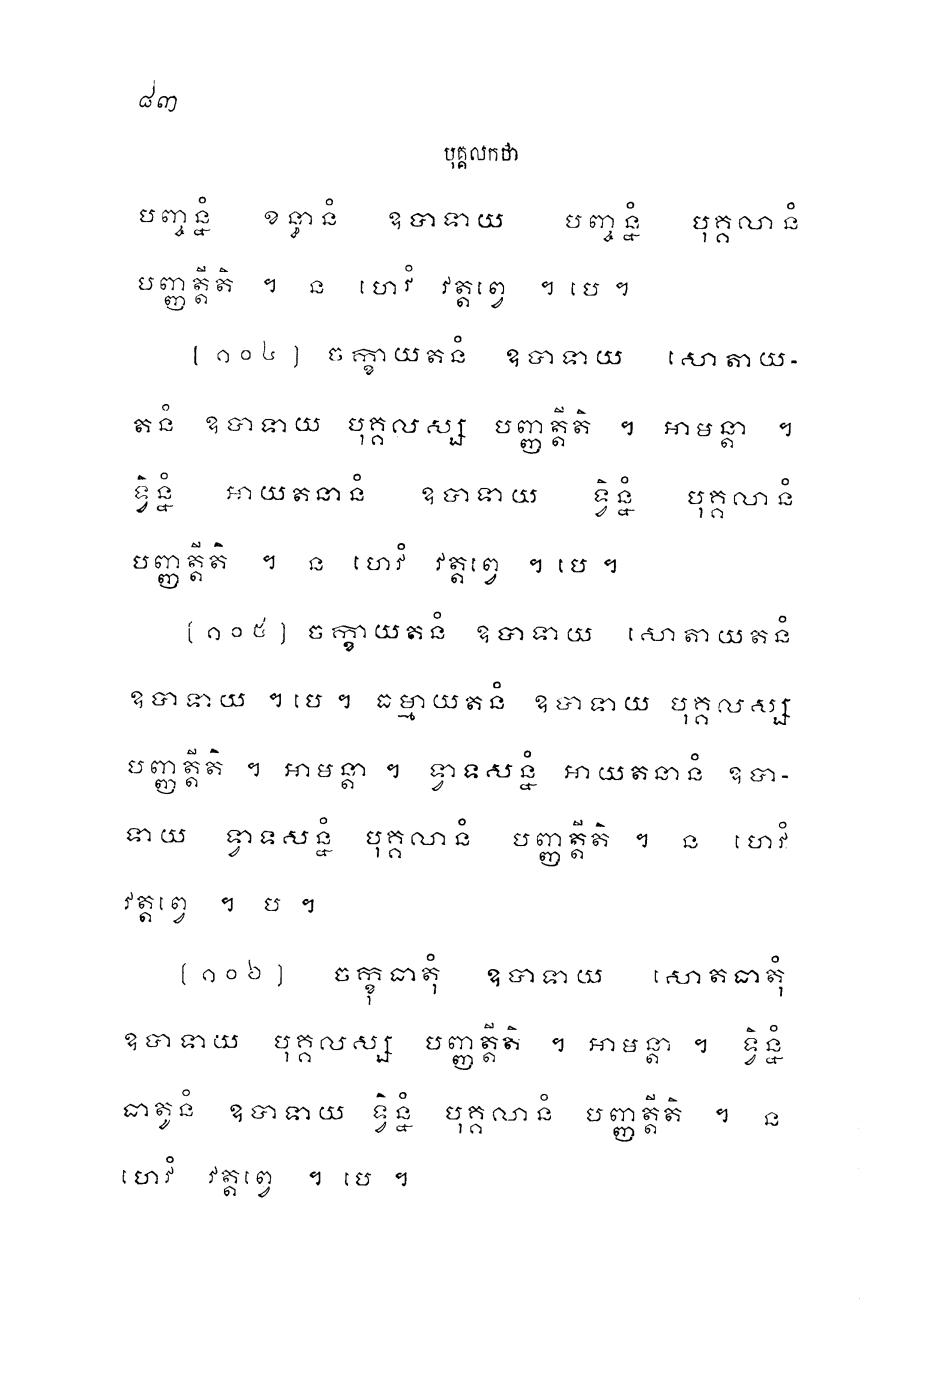 ៨៣
បុគ្គលកថា
បញ្ចន្នំ ខន្ធានំ ឧបាទាយ បញ្ចន្នំ បុគ្គលានំ
បញ្ញត្តីតិ ។ ន ហេវំ វត្តព្វេ ។ បេ ។
[១០៤] ចក្ខាយតនំ ឧបាទាយ សោតាយ-
តនំ ឧបាទាយ បុគ្គលស្ស បញ្ញត្តីតិ ។ អាមន្តា ។
ទ្វិន្នំ អាយតនានំ ឧបាទាយ ទ្វិន្នំ បុគ្គលានំ
បញ្ញត្តីតិ ។ ន ហេវំ វត្តព្វេ ។ បេ ។
[១០៥] ចក្ខាយតនំ ឧបាទាយ សោតាយតនំ
ឧបាទាយ ។ បេ ។ ធម្មាយតនំ ឧបាទាយ បុគ្គលស្ស
បញ្ញត្តីតិ ។ អាមន្តា ។ ទ្វាទសន្នំ អាយតនានំ ឧបា-
ទាយ ទ្វាទសន្នំ បុគ្គលានំ បញ្ញត្តីតិ ។ ន ហេវំ
វត្តព្វេ ។ ប ។
[១០៦] ចក្ខុធាតុំ ឧបាទាយ សោតធាតុំ
ឧបាទាយ បុគ្គលស្ស បញ្ញត្តីតិ ។ អាមន្តា ។ ទ្វិន្នំ
ធាតូនំ ឧបាទាយ ទ្វិន្នំ បុគ្គលានំ បញ្ញត្តីតិ ។ ន
ហេវំ វត្តព្វេ ។ បេ ។